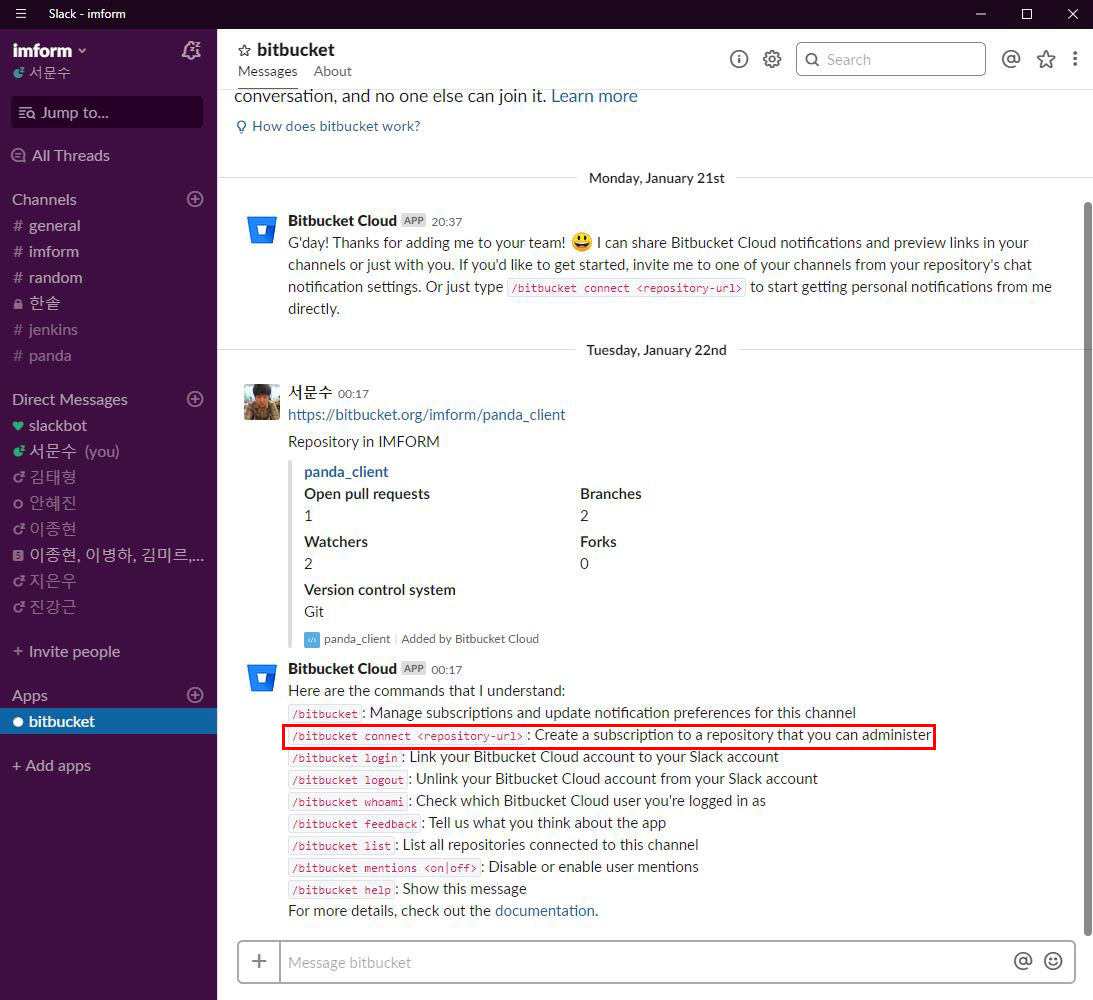 Slack - imform
imform
서문수
Jump to...
All Threads
Channels
# general
# imform
# random
한솥
# jenkins
# panda
Direct Messages
slackbot
서문수 (you)
김태형
안혜진
이종현
이종현, 이병하, 김미르,...
지은우
진강근
+ Invite people
Apps
bitbucket
+ Add apps
bitbucket
Messages About
Search
conversation, and no one else can join it. Learn more
How does bitbucket work?
Monday, January 21st
Bitbucket Cloud APP 20:37
G'day! Thanks for adding me to your team! 😃 I can share Bitbucket Cloud notifications and preview links in your
channels or just with you. If you’d like to get started, invite me to one of your channels from your repository’s chat
notification settings. Or just type /bitbucket connect <repository-url> to start getting personal notifications from me
directly.
Tuesday, January 22nd
서문수 00:17
https://bitbucket.org/imform/panda_client
Repository in IMFORM
panda_client
Open pull requests Branches
1 2
Watchers Forks
2 0
Version control system
Git
panda_client | Added by Bitbucket Cloud
Bitbucket Cloud APP 00:17
Here are the commands that I understand:
/bitbucket: Manage subscriptions and update notification preferences for this channel
/bitbucket connect <repository-url>: Create a subscription to a repository that you can administer
/bitbucket login: Link your Bitbucket Cloud account to your Slack account
/bitbucket logout: Unlink your Bitbucket Cloud account from your Slack account
/bitbucket whoami: Check which Bitbucket Cloud user you're logged in as
/bitbucket feedback: Tell us what you think about the app
/bitbucket list: List all repositories connected to this channel
/bitbucket mentions <on|off>: Disable or enable user mentions
/bitbucket help: Show this message
For more details, check out the documentation.
Message bitbucket